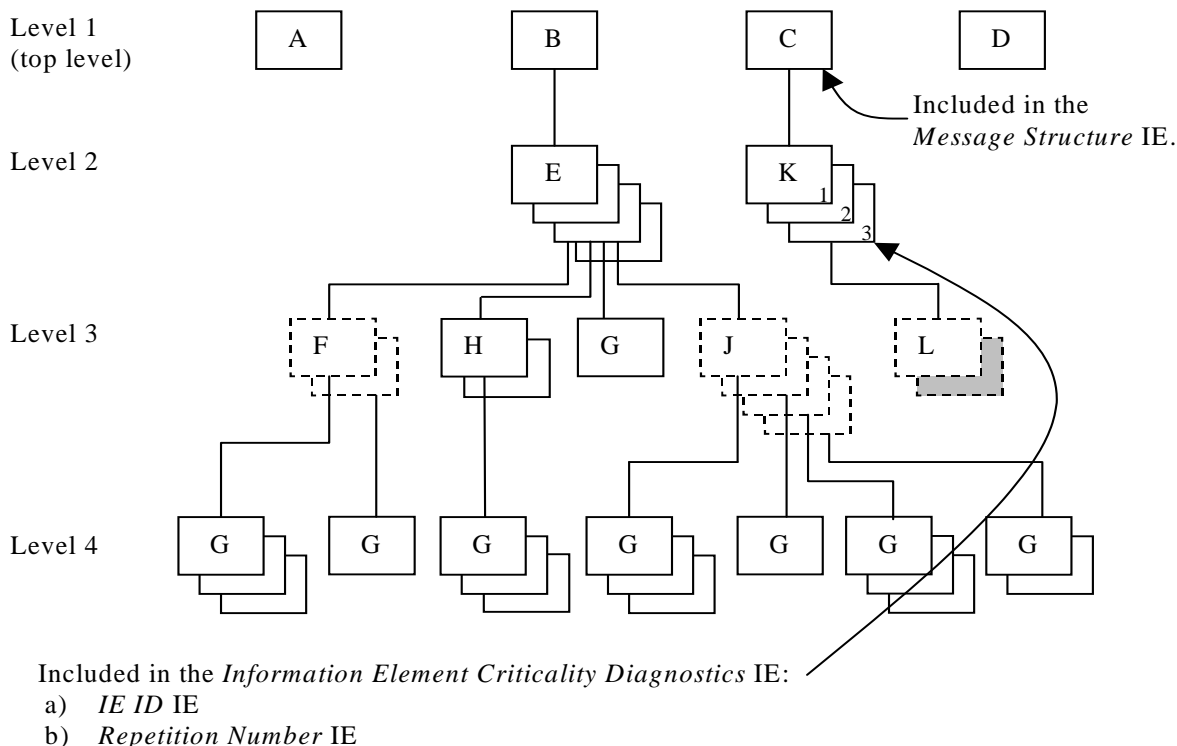 Level 1
(top level)
A
B
C
D
Included in the
Message Structure IE.
Level 2
E
K
1
2
3
Level 3
F
H
G
J
L
Level 4
G
G
G
G
G
G
G
Included in the Information Element Criticality Diagnostics IE:
a) IE ID IE
b) Repetition Number IE